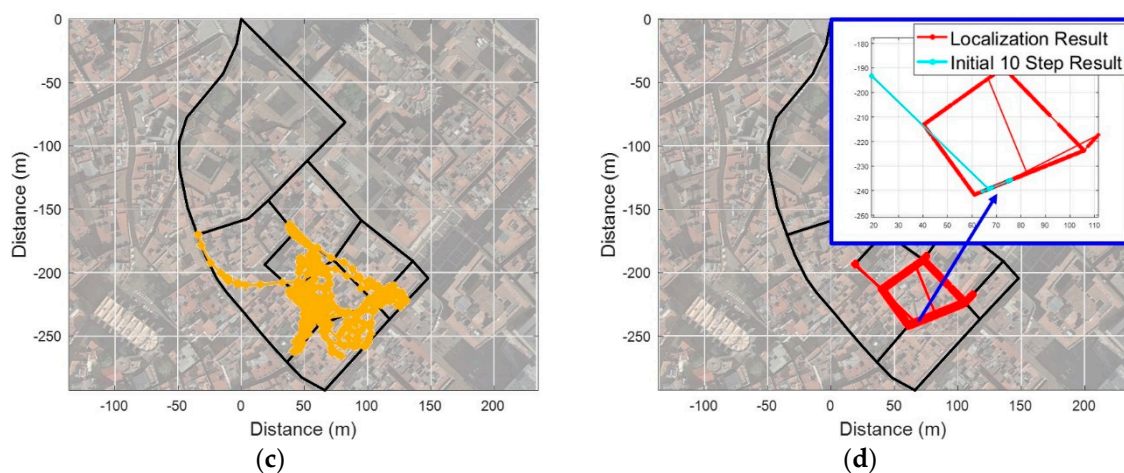 0
-50
-100
-150
-200
-250
Distance (m)
-100 -50 0 50 100 150 200
Distance (m)
(c)
0
-50
-100
-150
-200
-250
Distance (m)
-100 -50 0 50 100 150 200
Distance (m)
(d)
Localization Result
Initial 10 Step Result
-180
-190
-200
-210
-220
-230
-240
-250
-260
20 30 40 50 60 70 80 90 100 110